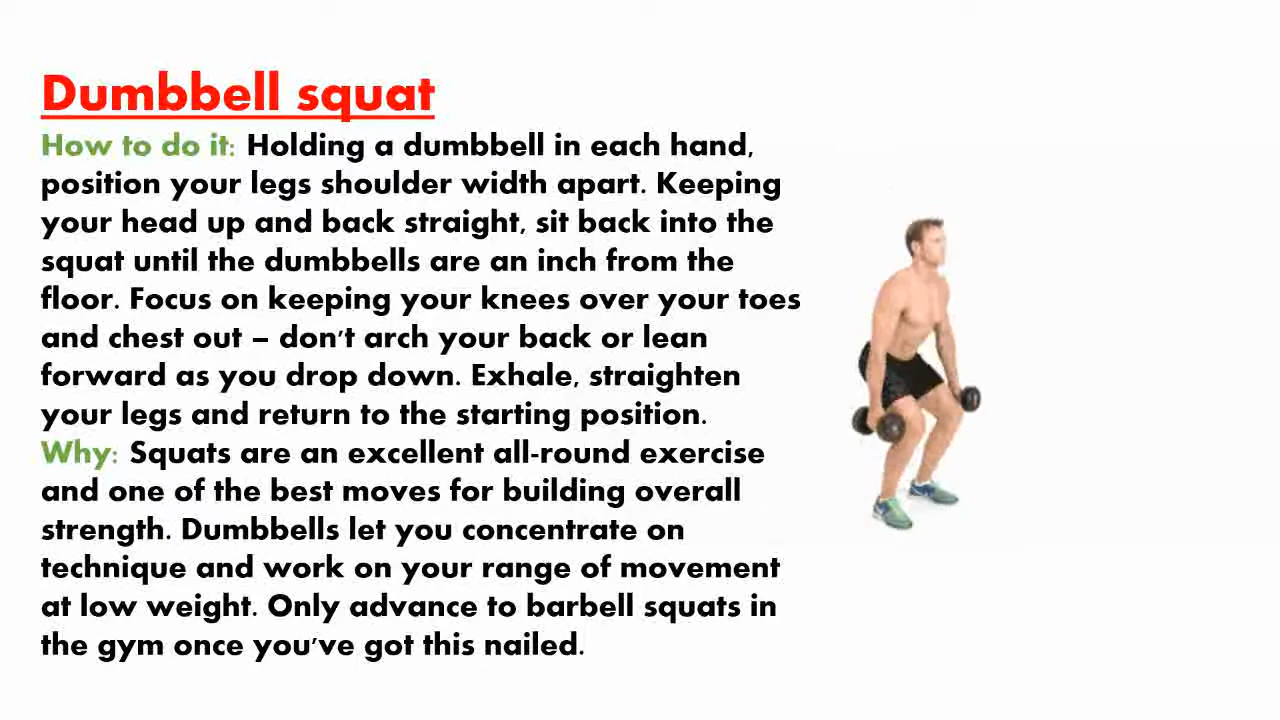 Dumbbell squat
How to do it: Holding a dumbbell in each hand,
position your legs shoulder width apart. Keeping
your head up and back straight, sit back into the
squat until the dumbbells are an inch from the
floor. Focus on keeping your knees over your toes
and chest out – don't arch your back or lean
forward as you drop down. Exhale, straighten
your legs and return to the starting position.
Why: Squats are an excellent all-round exercise
and one of the best moves for building overall
strength. Dumbbells let you concentrate on
technique and work on your range of movement
at low weight. Only advance to barbell squats in
the gym once you've got this nailed.